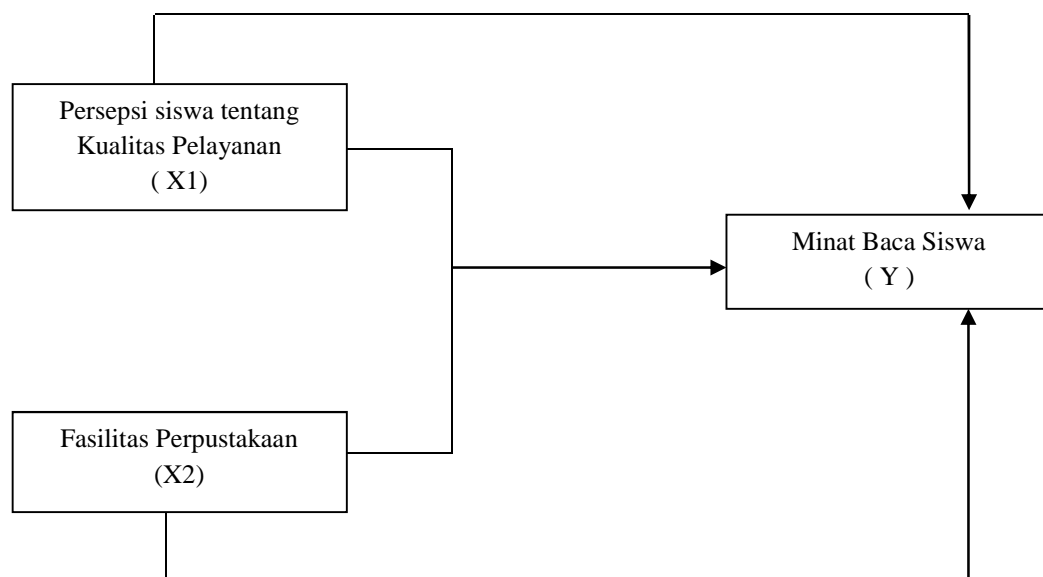 Persepsi siswa tentang
Kualitas Pelayanan
( X1)
Minat Baca Siswa
( Y )
Fasilitas Perpustakaan
(X2)